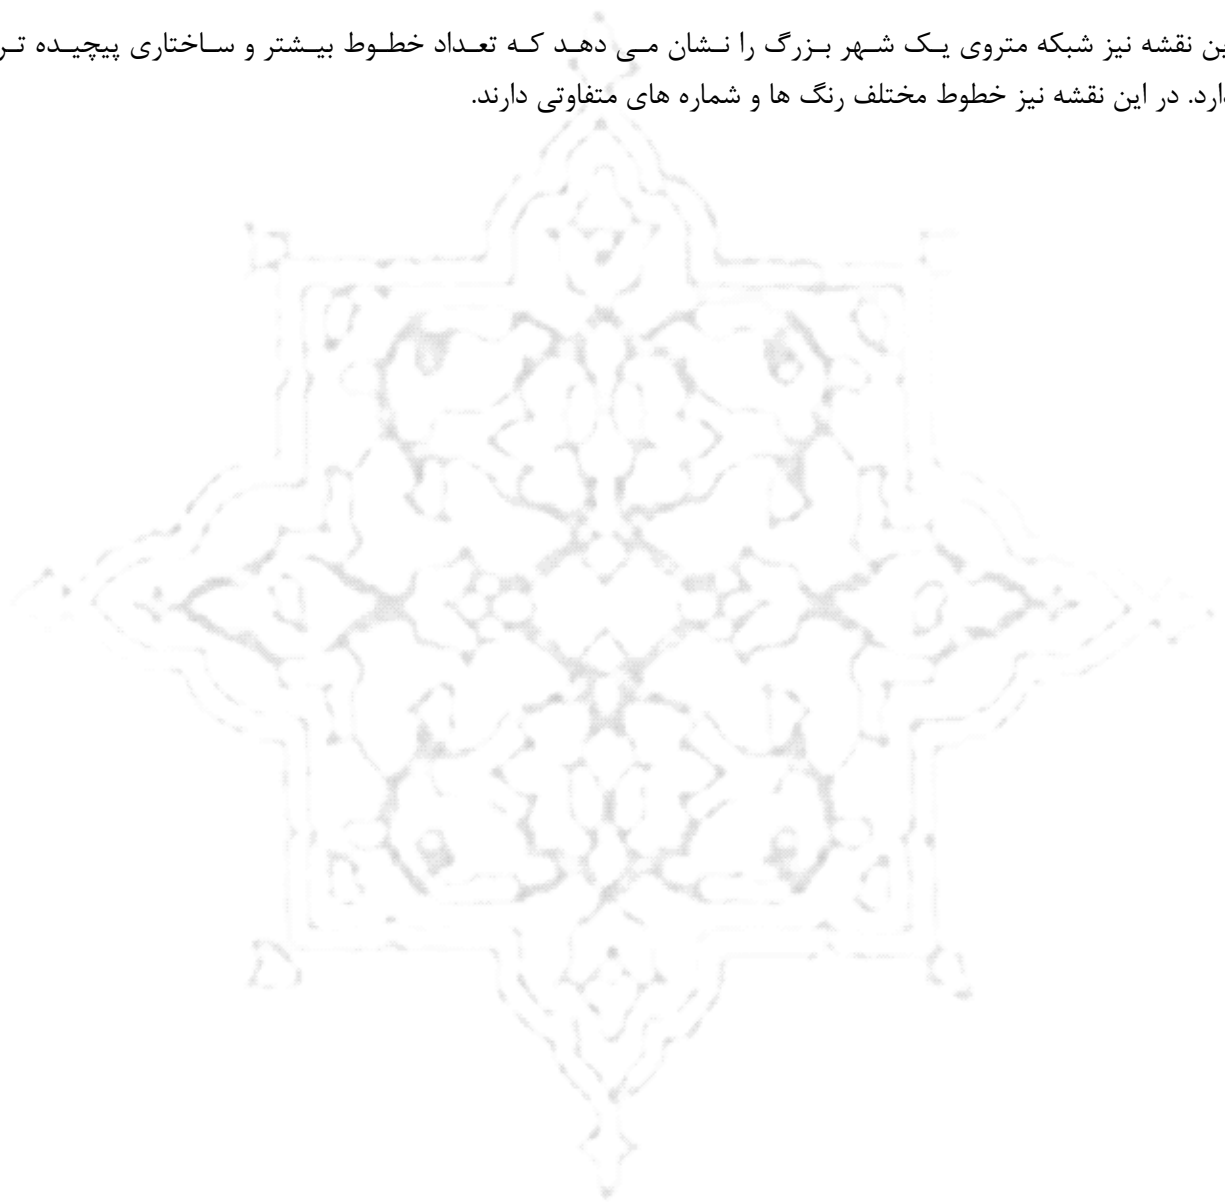 ین نقشه نیز شبکه متروی یک شهر بزرگ را نشان می دهد که تعداد خطوط بیشتر و ساختاری پیچیده تر
ارد. در این نقشه نیز خطوط مختلف رنگ ها و شماره های متفاوتی دارند.